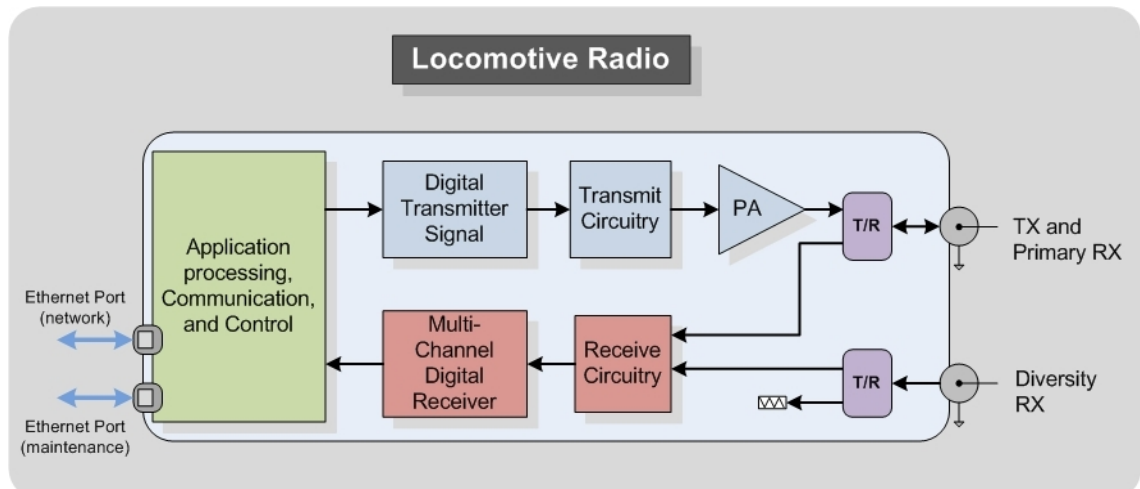 Locomotive Radio
Digital
Transmitter
Signal
Transmit
Circuitry
PA
T/R
TX and
Primary RX
Application
processing,
Communication,
and Control
Ethernet Port
(network)
Multi-
Channel
Digital
Receiver
Receive
Circuitry
T/R
Diversity
RX
Ethernet Port
(maintenance)